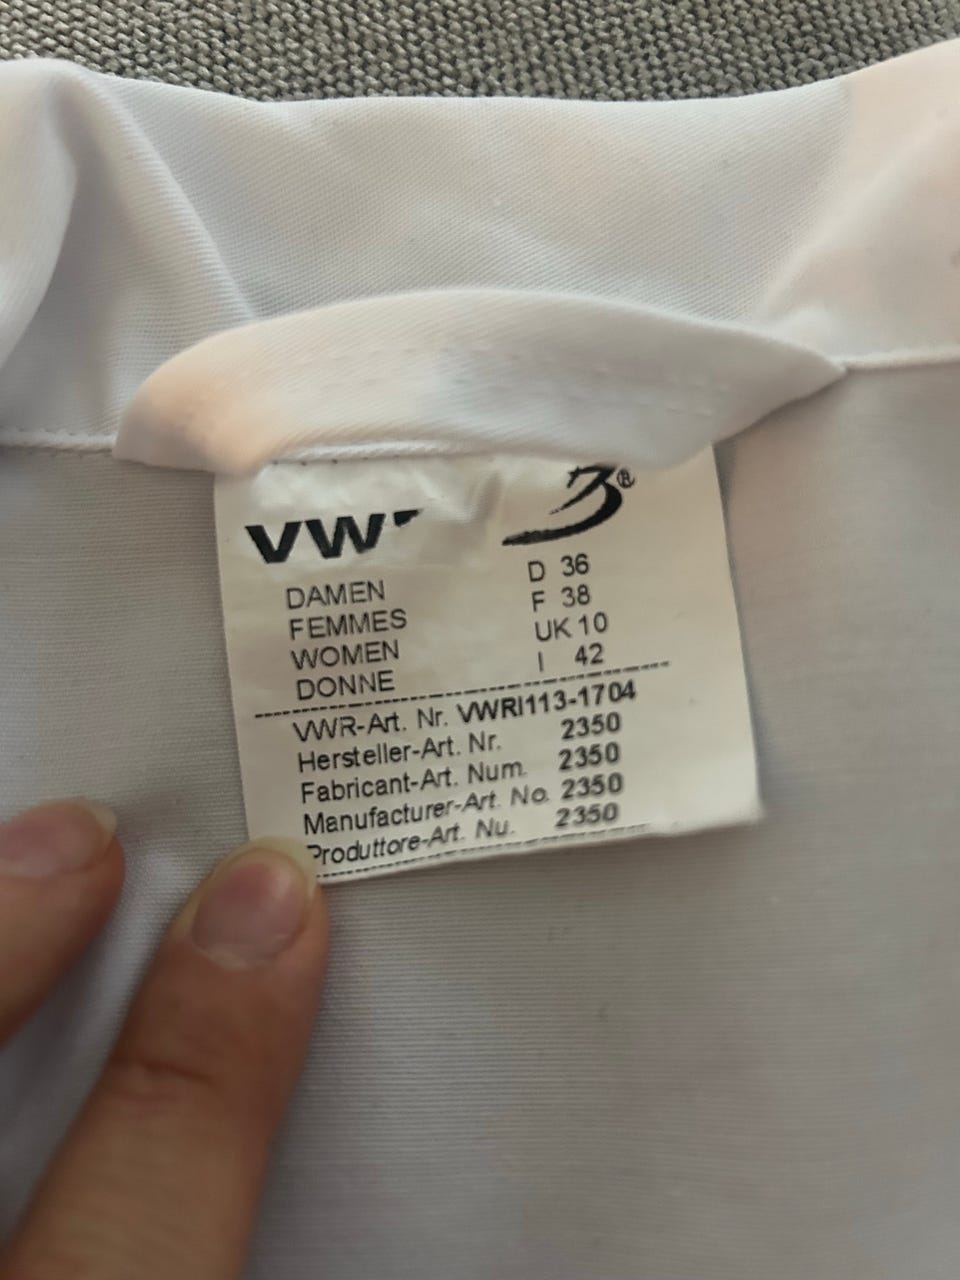 VWR
®
DAMEN D 36
FEMMES F 38
WOMEN UK 10
DONNE I 42
VWR-Art. Nr. VWRI113-1704
Hersteller-Art. Nr. 2350
Fabricant-Art. Num. 2350
Manufacturer-Art. No. 2350
Produttore-Art. Nu. 2350